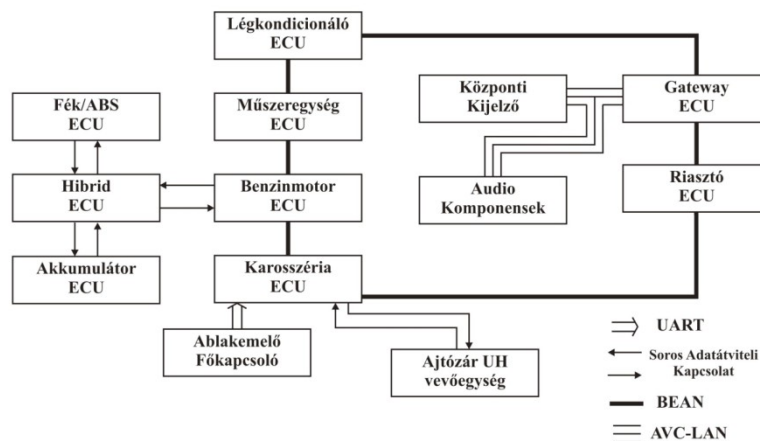 Légkondicionáló
ECU
Fék/ABS
ECU
Műszeregység
ECU
Központi
Kijelző
Gateway
ECU
Hibrid
ECU
Benzinmotor
ECU
Audio
Komponensek
Riasztó
ECU
Akkumulátor
ECU
Karosszéria
ECU
Ablakemelő
Főkapcsoló
Ajtózár UH
vevőegység
UART
Soros Adatátviteli
Kapcsolat
BEAN
AVC-LAN